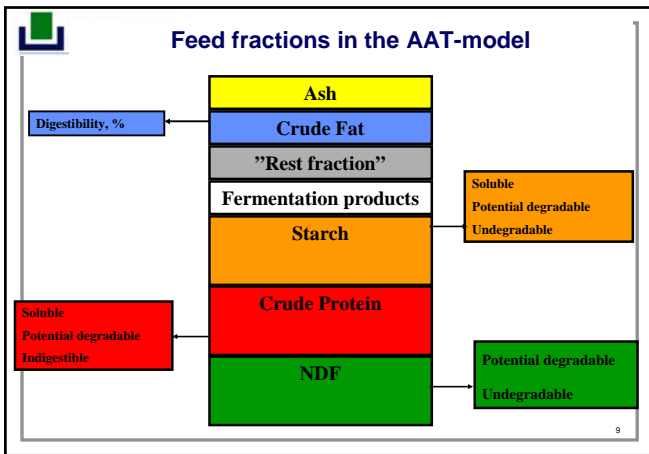 Feed fractions in the AAT-model
Ash
Digestibility, %
Crude Fat
”Rest fraction”
Fermentation products
Soluble
Potential degradable
Undegradable
Starch
Crude Protein
Soluble
Potential degradable
Indigestible
NDF
Potential degradable
Undegradable
9